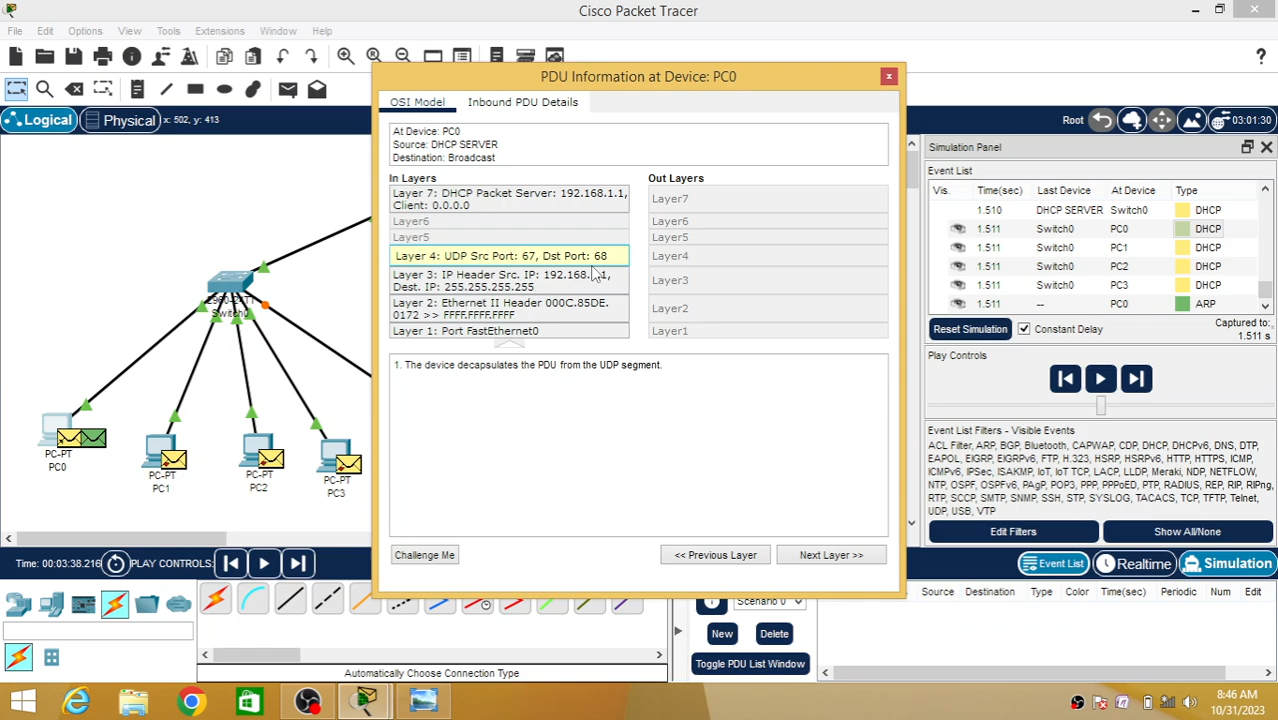 Cisco Packet Tracer
File Edit Options View Tools Extensions Window Help
Logical Physical x: 502, y: 413 Root 03:01:30
PDU Information at Device: PC0
OSI Model Inbound PDU Details
At Device: PC0
Source: DHCP SERVER
Destination: Broadcast
In Layers Out Layers
Layer 7: DHCP Packet Server: 192.168.1.1,
Client: 0.0.0.0
Layer6
Layer5
Layer 4: UDP Src Port: 67, Dst Port: 68
Layer 3: IP Header Src. IP: 192.168.
Dest. IP: 255.255.255.255
Layer 2: Ethernet II Header 000C.85DE.
0172 >> FFFF.FFFF.FFFF
Layer 1: Port FastEthernet0
Layer7
Layer6
Layer5
Layer4
Layer3
Layer2
Layer1
1. The device decapsulates the PDU from the UDP segment.
Challenge Me << Previous Layer Next Layer >>
Switch0
PC-PT
PC0
PC-PT
PC1
PC-PT
PC2
PC-PT
PC3
Simulation Panel
Event List
Vis. Time(sec) Last Device At Device Type
1.510 DHCP SERVER Switch0 DHCP
1.511 Switch0 PC0 DHCP
1.511 Switch0 PC1 DHCP
1.511 Switch0 PC2 DHCP
1.511 Switch0 PC3 DHCP
1.511 -- PC0 ARP
Reset Simulation Constant Delay Captured to:
1.511 s
Play Controls
Event List Filters - Visible Events
ACL Filter, ARP, BGP, Bluetooth, CAPWAP, CDP, DHCP, DHCPv6, DNS, DTP,
EAPOL, EIGRP, EIGRPv6, FTP, H.323, HSRP, HSRPv6, HTTP, HTTPS, ICMP,
ICMPv6, IPSec, ISAKMP, IoT, IoT TCP, LACP, LLDP, Meraki, NDP, NETFLOW,
NTP, OSPF, OSPFv6, PAgP, POP3, PPP, PPPoED, PTP, RADIUS, REP, RIP, RIPng,
RTP, SCCP, SMTP, SNMP, SSH, STP, SYSLOG, TACACS, TCP, TFTP, Telnet,
UDP, USB, VTP
Edit Filters Show All/None
Time: 00:03:38.216 PLAY CONTROLS: Event List Realtime Simulation
Scenario 0
New Delete
Toggle PDU List Window
Source Destination Type Color Time(sec) Periodic Num Edit
Automatically Choose Connection Type
8:46 AM
10/31/2023